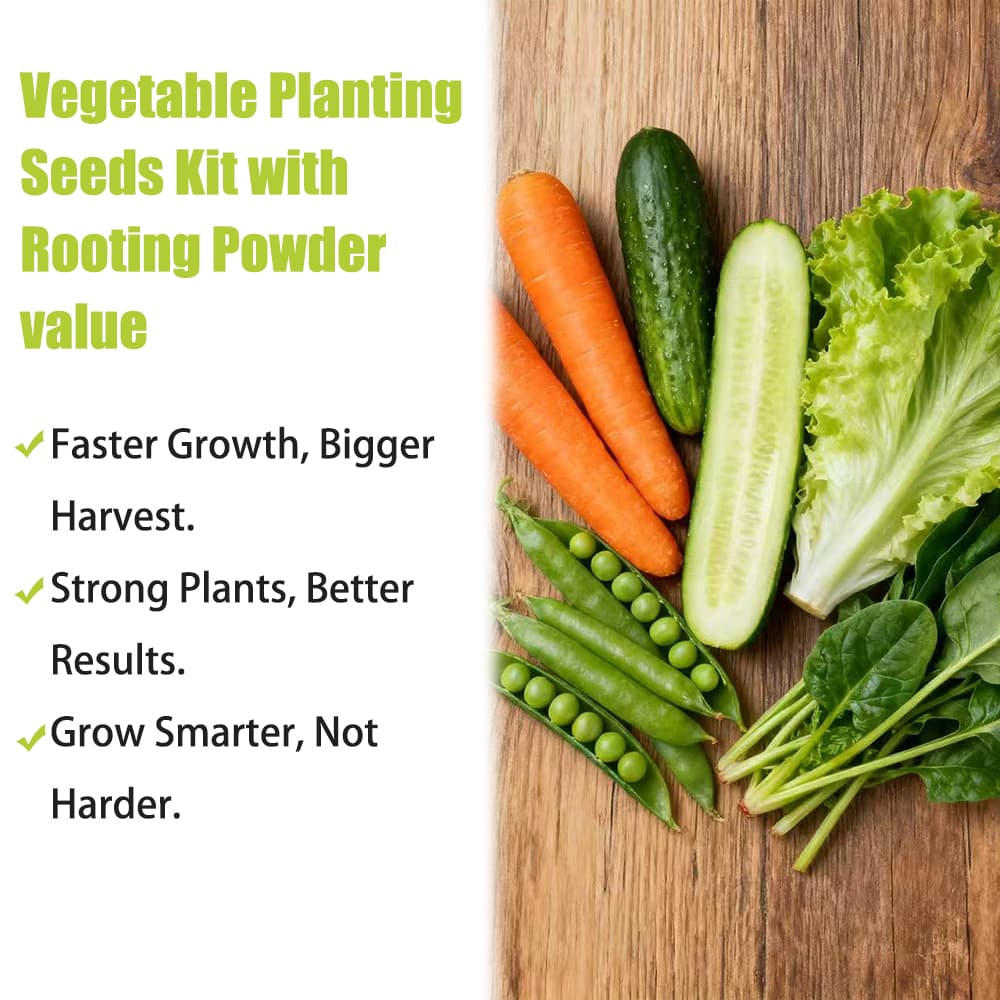 Vegetable Planting
Seeds Kit with
Rooting Powder
value
Faster Growth, Bigger
Harvest.
Strong Plants, Better
Results.
Grow Smarter, Not
Harder.